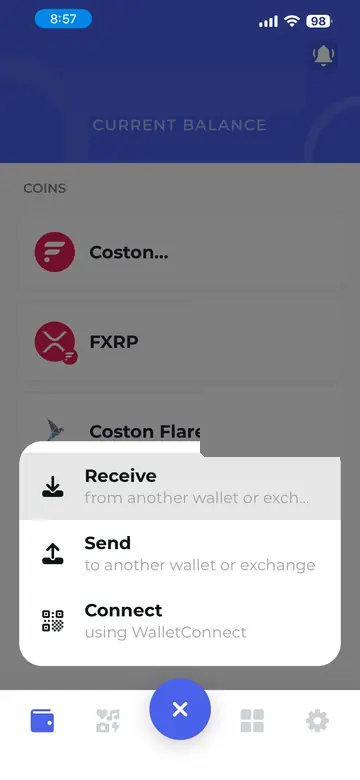 8:57
98
CURRENT BALANCE
COINS
Coston...
FXRP
Coston Flare
Receive
from another wallet or exch...
Send
to another wallet or exchange
Connect
using WalletConnect